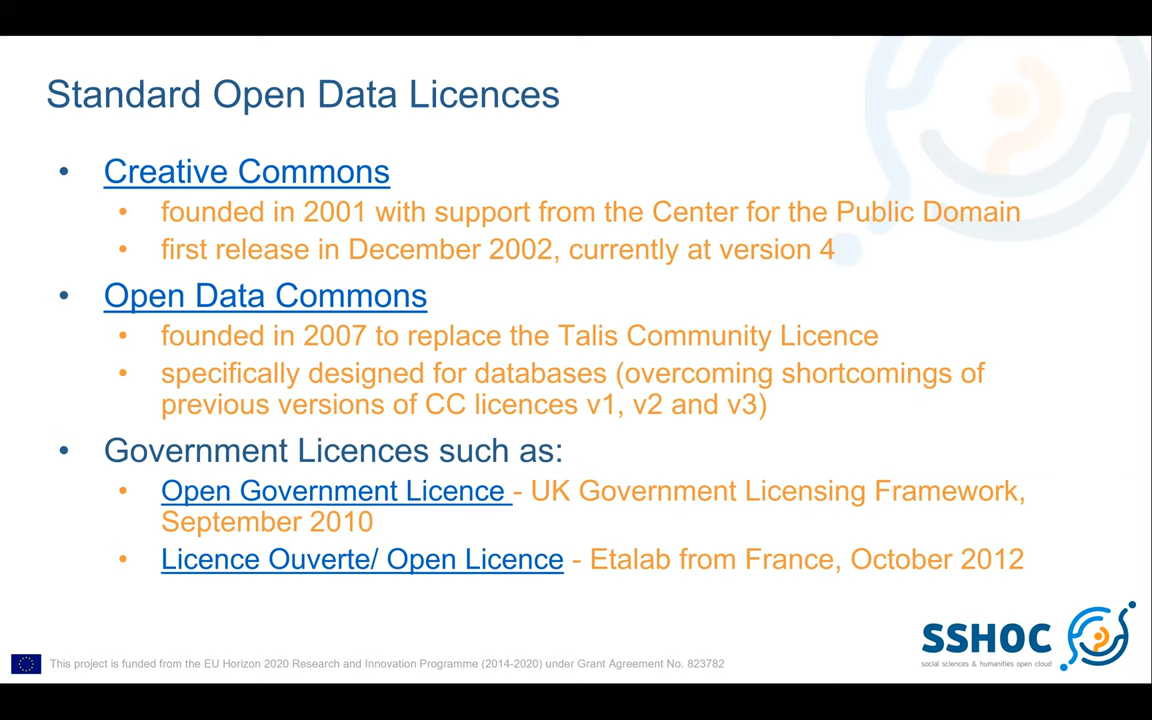 Standard Open Data Licences
• Creative Commons
• founded in 2001 with support from the Center for the Public Domain
• first release in December 2002, currently at version 4
• Open Data Commons
• founded in 2007 to replace the Talis Community Licence
• specifically designed for databases (overcoming shortcomings of
previous versions of CC licences v1, v2 and v3)
• Government Licences such as:
• Open Government Licence - UK Government Licensing Framework,
September 2010
• Licence Ouverte/ Open Licence - Etalab from France, October 2012
SSHOC
social sciences & humanities open cloud
This project is funded from the EU Horizon 2020 Research and Innovation Programme (2014-2020) under Grant Agreement No. 823782